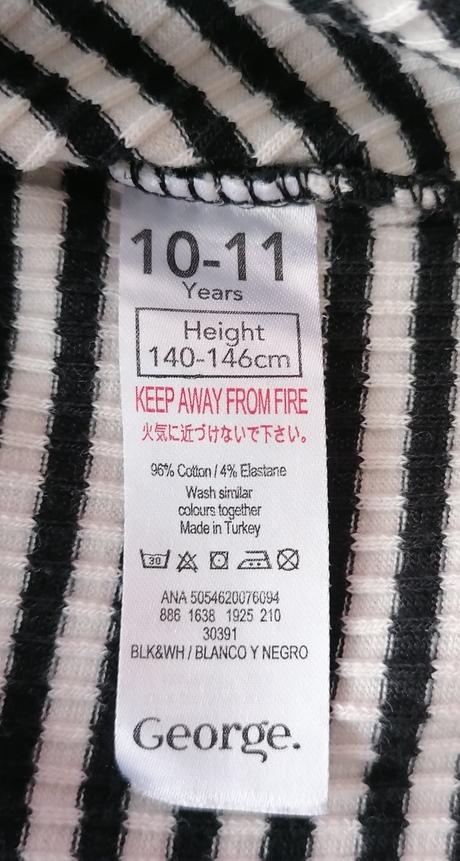 10-11
Years
Height
140-146cm
KEEP AWAY FROM FIRE
火気に近づけないで下さい。
96% Cotton / 4% Elastane
Wash similar
colours together
Made in Turkey
30
ANA 5054620076094
886 1638 1925 210
30391
BLK&WH / BLANCO Y NEGRO
George.